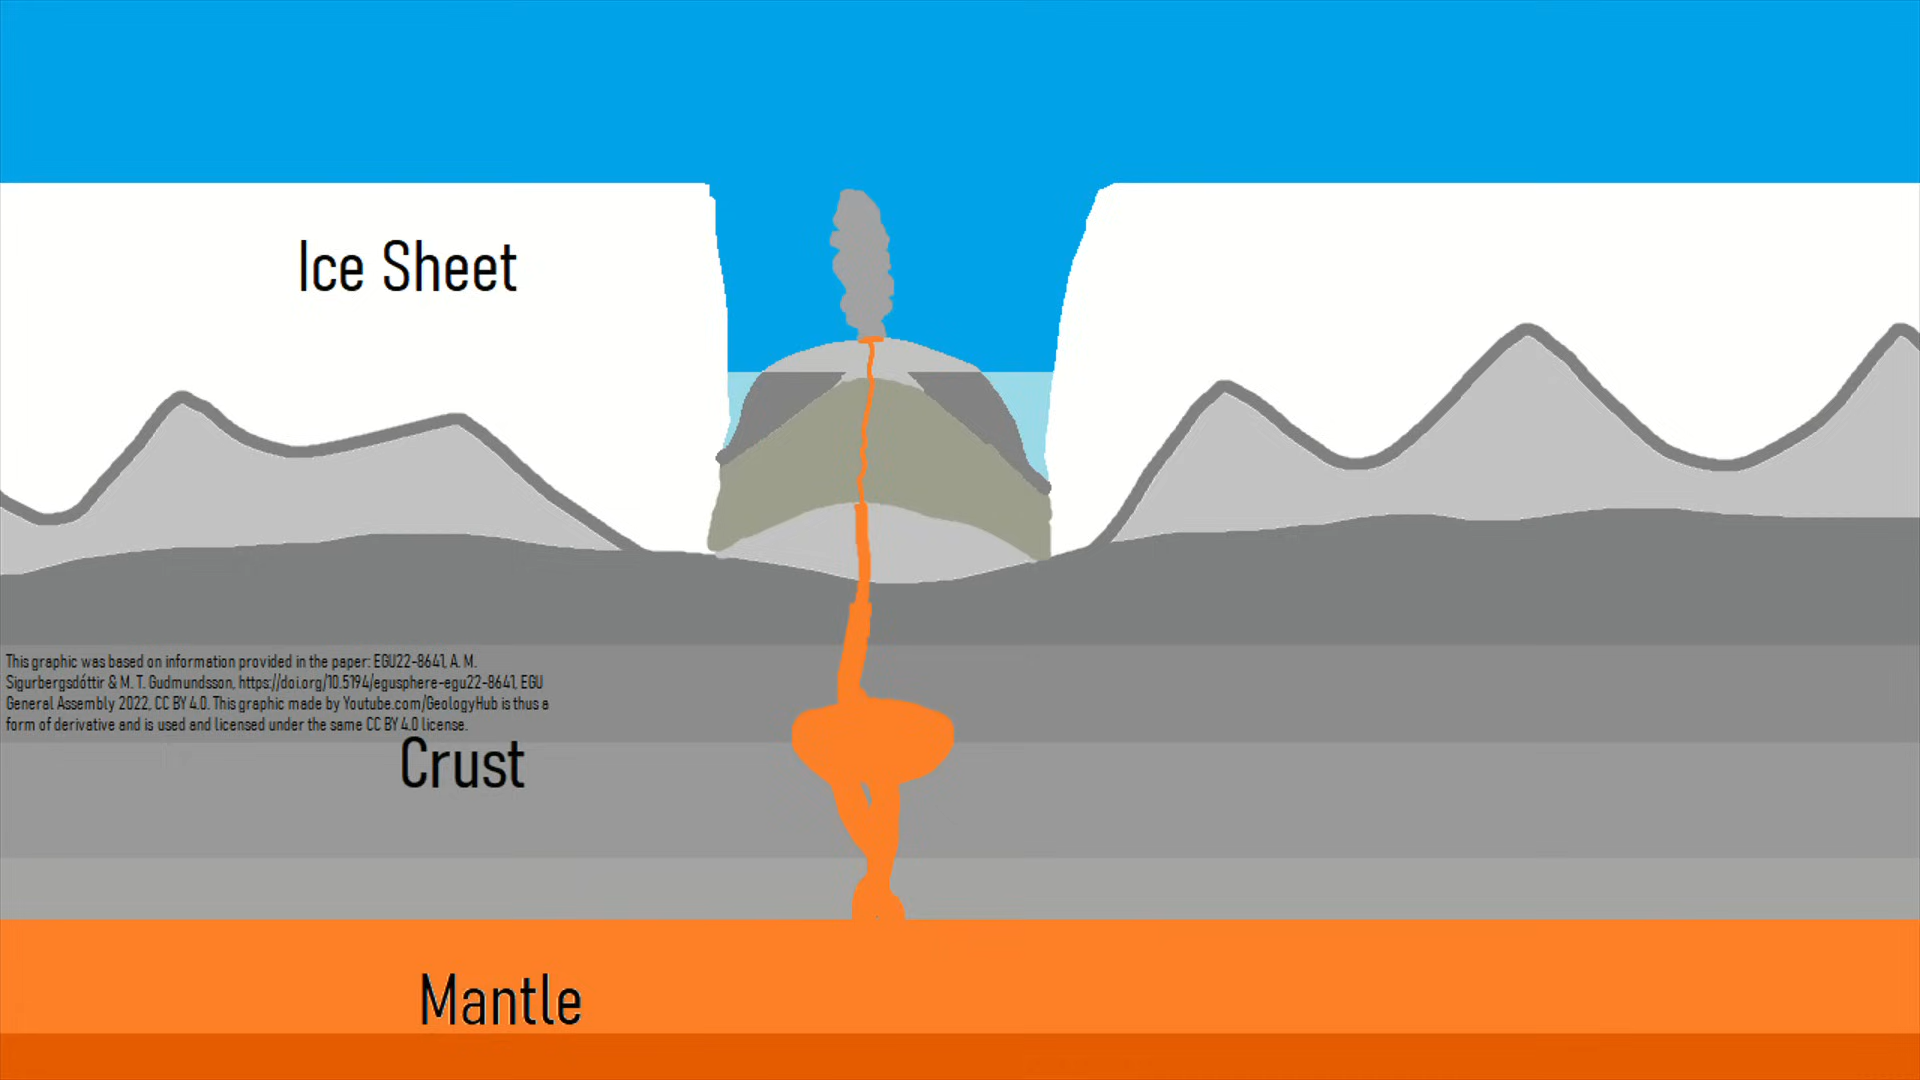 Ice Sheet
This graphic was based on information provided in the paper: EGU22-8641, A. M.
Sigurbergsdóttir & M. T. Gudmundsson, https://doi.org/10.5194/egusphere-egu22-8641, EGU
General Assembly 2022, CC BY 4.0. This graphic made by Youtube.com/GeologyHub is thus a
form of derivative and is used and licensed under the same CC BY 4.0 license.
Crust
Mantle